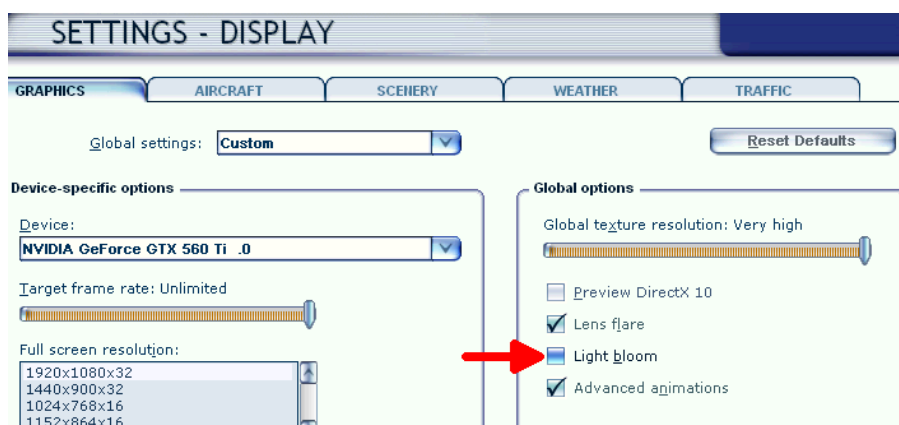 SETTINGS - DISPLAY
GRAPHICS AIRCRAFT SCENERY WEATHER TRAFFIC
Global settings: Custom Reset Defaults
Device-specific options
Device:
NVIDIA GeForce GTX 560 Ti .0
Target frame rate: Unlimited
Full screen resolution:
1920x1080x32
1440x900x32
1024x768x16
1152x864x16
Global options
Global texture resolution: Very high
Preview DirectX 10
Lens flare
Light bloom
Advanced animations